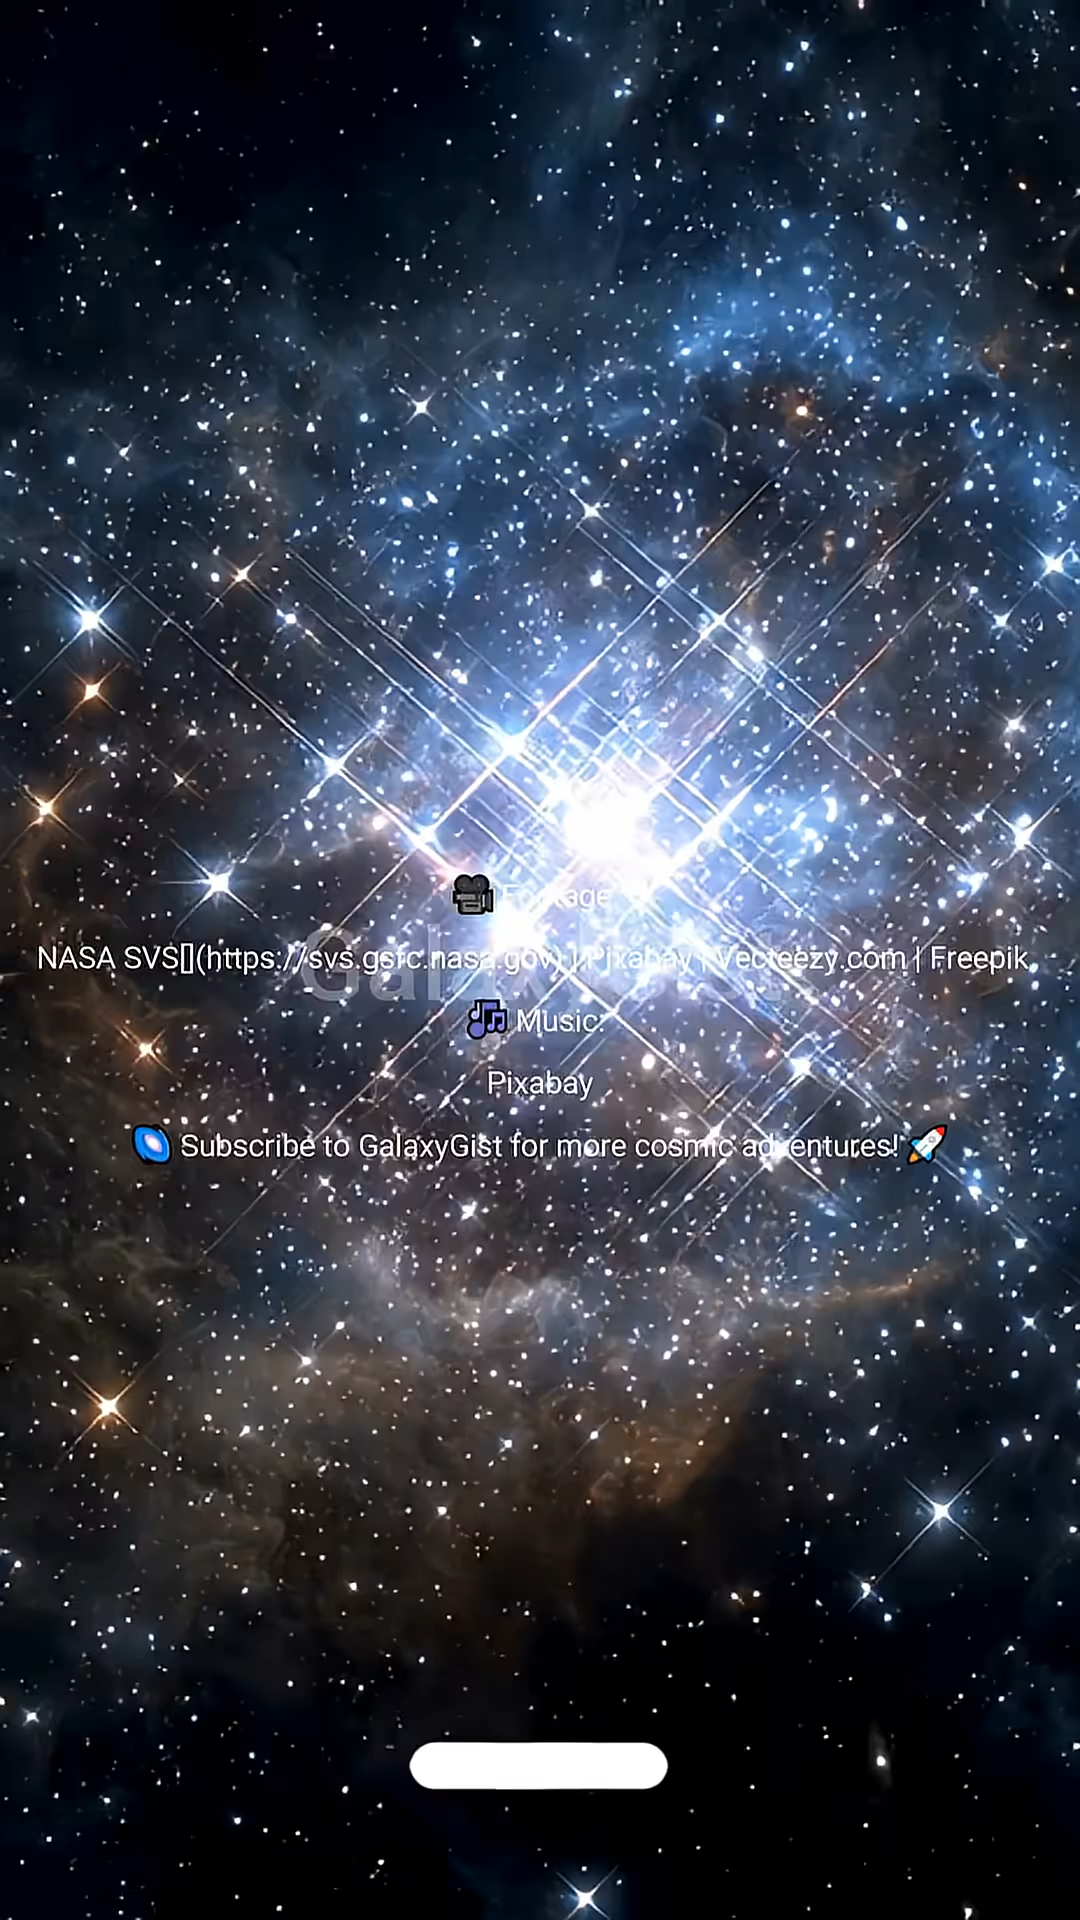 🎥 Footage
NASA SVS[](https://svs.gsfc.nasa.gov) | Pixabay | Vecteezy.com | Freepik
GalaxyGist
🎶 Music:
Pixabay
🌌 Subscribe to GalaxyGist for more cosmic adventures! 🚀